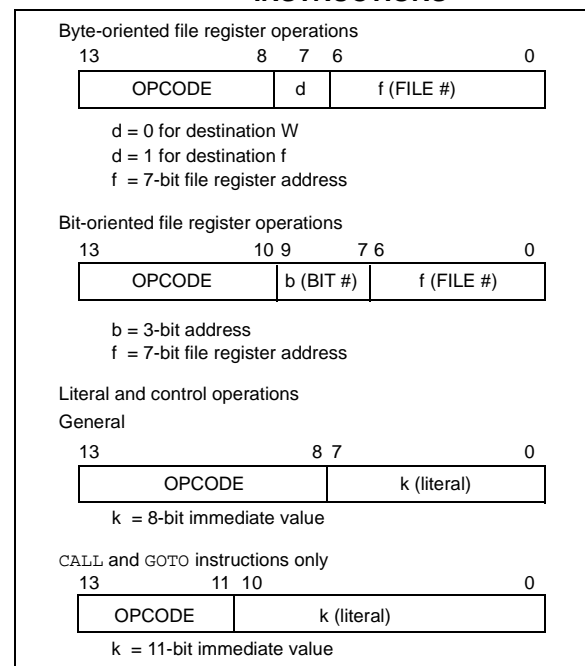 Byte-oriented file register operations
13 8 7 6 0
OPCODE d f (FILE #)
d = 0 for destination W
d = 1 for destination f
f = 7-bit file register address
Bit-oriented file register operations
13 10 9 7 6 0
OPCODE b (BIT #) f (FILE #)
b = 3-bit address
f = 7-bit file register address
Literal and control operations
General
13 8 7 0
OPCODE k (literal)
k = 8-bit immediate value
CALL and GOTO instructions only
13 11 10 0
OPCODE k (literal)
k = 11-bit immediate value